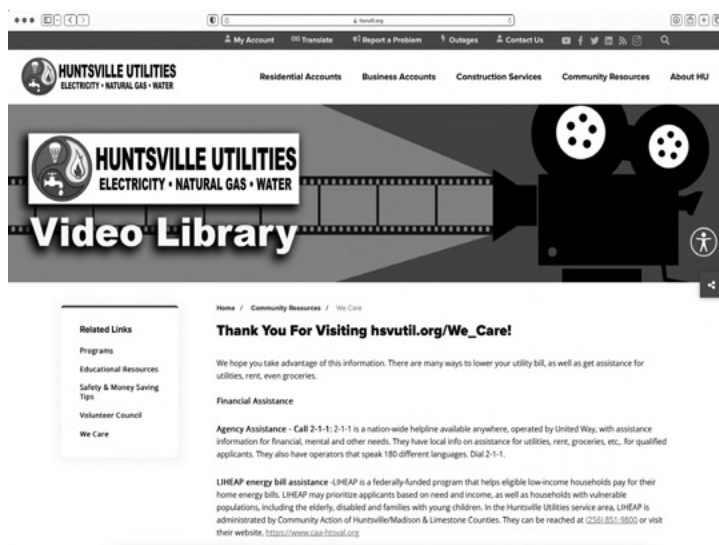 hsvutil.org
My Account Translate Report a Problem Outages Contact Us
HUNTSVILLE UTILITIES
ELECTRICITY • NATURAL GAS • WATER
Residential Accounts Business Accounts Construction Services Community Resources About HU
HUNTSVILLE UTILITIES
ELECTRICITY • NATURAL GAS • WATER
Video Library
Home / Community Resources / We Care
Related Links
Programs
Educational Resources
Safety & Money Saving
Tips
Volunteer Council
We Care
Thank You For Visiting hsvutil.org/We_Care!
We hope you take advantage of this information. There are many ways to lower your utility bill, as well as get assistance for
utilities, rent, even groceries.
Financial Assistance
Agency Assistance - Call 2-1-1: 2-1-1 is a nation-wide helpline available anywhere, operated by United Way, with assistance
information for financial, mental and other needs. They have local info on assistance for utilities, rent, groceries, etc,. for qualified
applicants. They also have operators that speak 180 different languages. Dial 2-1-1.
LIHEAP energy bill assistance -LIHEAP is a federally-funded program that helps eligible low-income households pay for their
home energy bills. LIHEAP may prioritize applicants based on need and income, as well as households with vulnerable
populations, including the elderly, disabled and families with young children. In the Huntsville Utilities service area, LIHEAP is
administrated by Community Action of Huntsville/Madison & Limestone Counties. They can be reached at (256) 851-9800 or visit
their website, https://www.caa-htsval.org